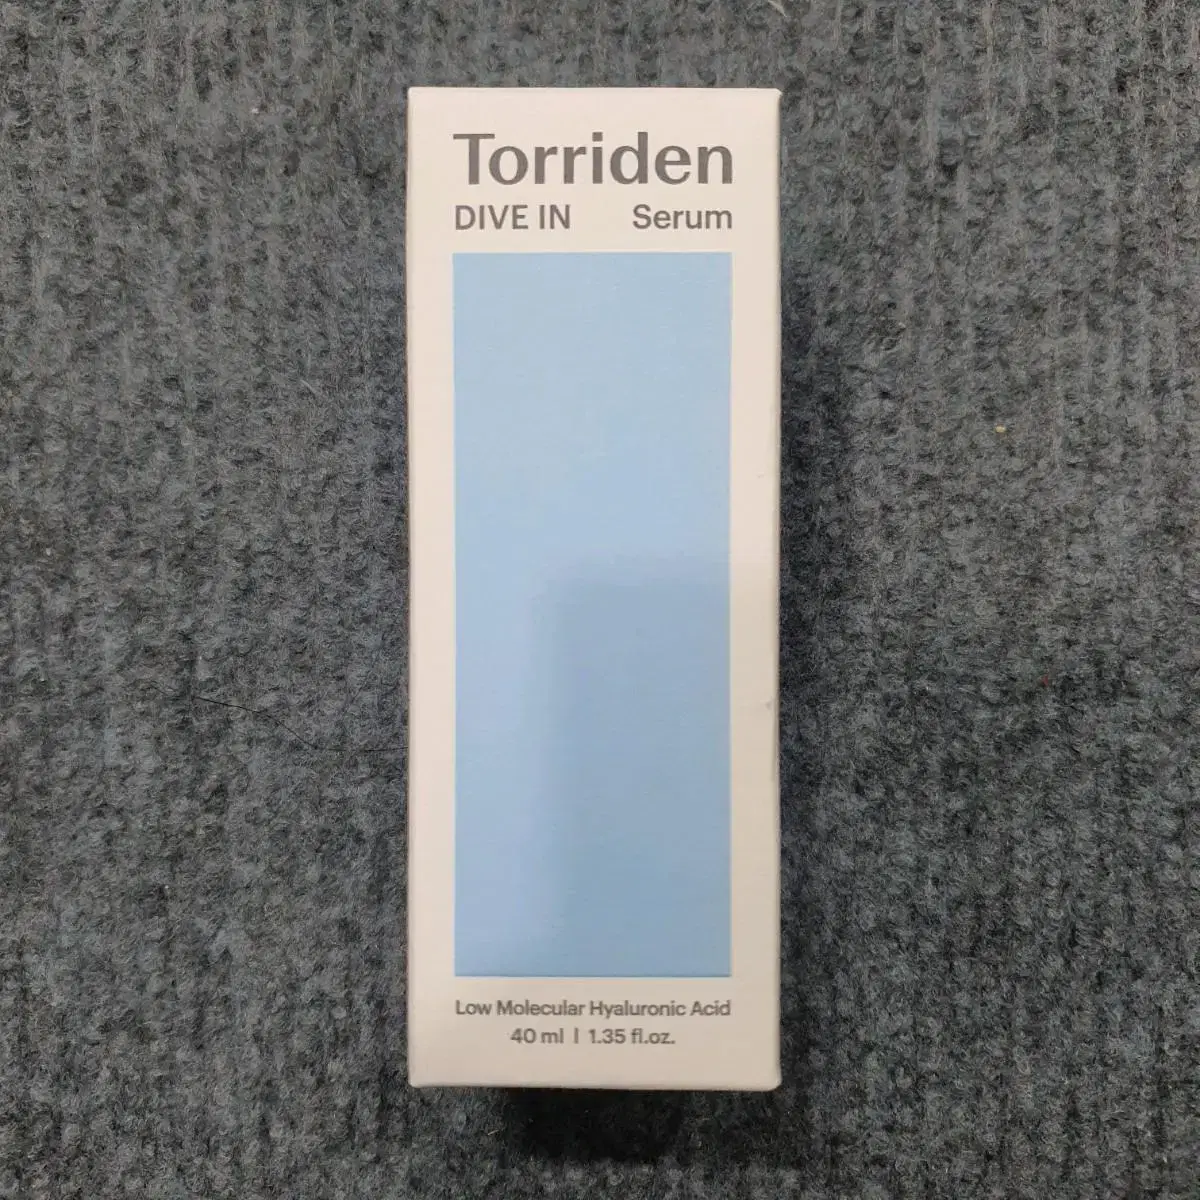 Torriden
DIVE IN Serum
Low Molecular Hyaluronic Acid
40 ml | 1.35 fl.oz.